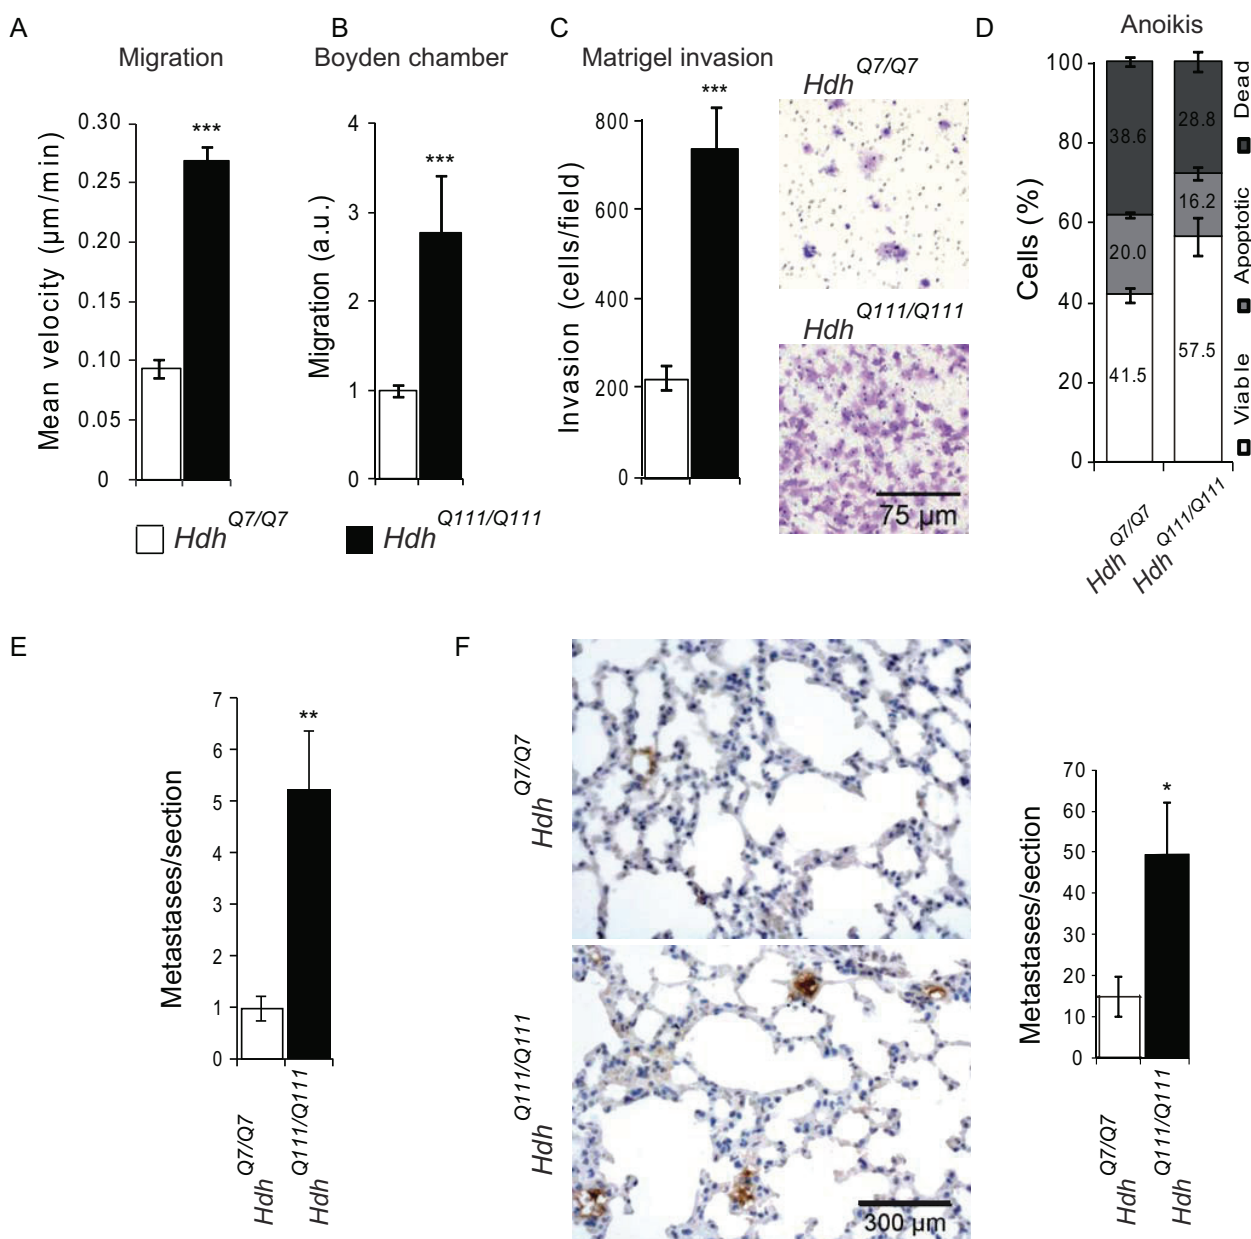 A
Migration
Mean velocity (µm/min)
0.30
0.25
0.20
0.15
0.10
0.05
0
***
B
Boyden chamber
Migration (a.u.)
4
3
2
1
0
***
Hdh Q7/Q7
Hdh Q111/Q111
C
Matrigel invasion
Invasion (cells/field)
800
600
400
200
0
***
Hdh Q7/Q7
Hdh Q111/Q111
75 µm
D
Anoikis
Cells (%)
100
80
60
40
20
0
38.6
20.0
41.5
28.8
16.2
57.5
Hdh Q7/Q7
Hdh Q111/Q111
Viable
Apoptotic
Dead
E
Metastases/section
7
6
5
4
3
2
1
0
**
Hdh Q7/Q7
Hdh Q111/Q111
F
Hdh Q7/Q7
Hdh Q111/Q111
300 µm
Metastases/section
70
60
50
40
30
20
10
0
*
Hdh Q7/Q7
Hdh Q111/Q111